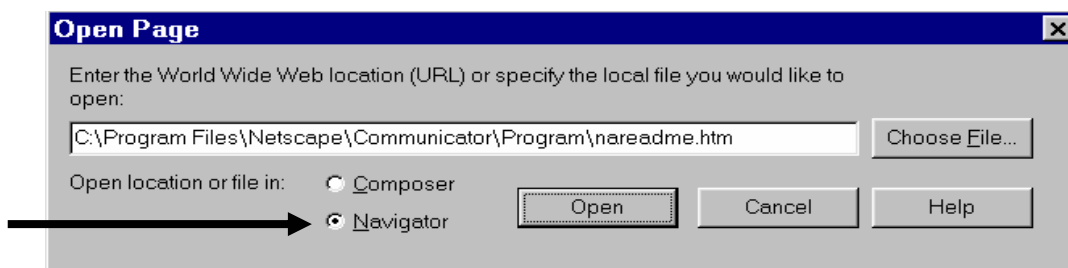 Open Page
Enter the World Wide Web location (URL) or specify the local file you would like to
open:
C:\Program Files\Netscape\Communicator\Program\nareadme.htm
Choose File...
Open location or file in:
Composer
Navigator
Open
Cancel
Help